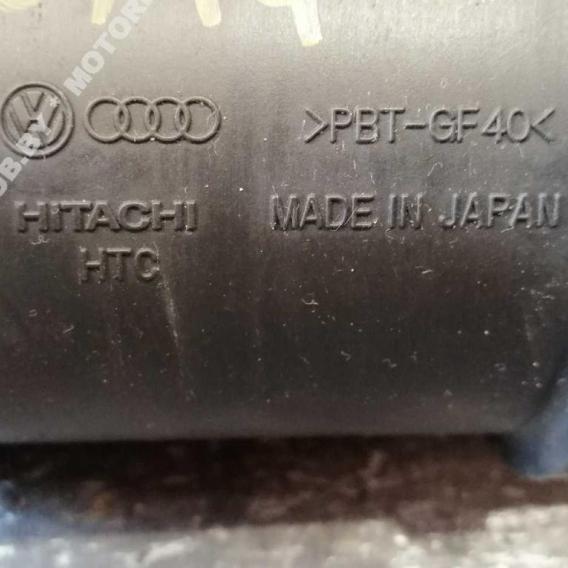 >PBT-GF40<
HITACHI MADE IN JAPAN
HTC